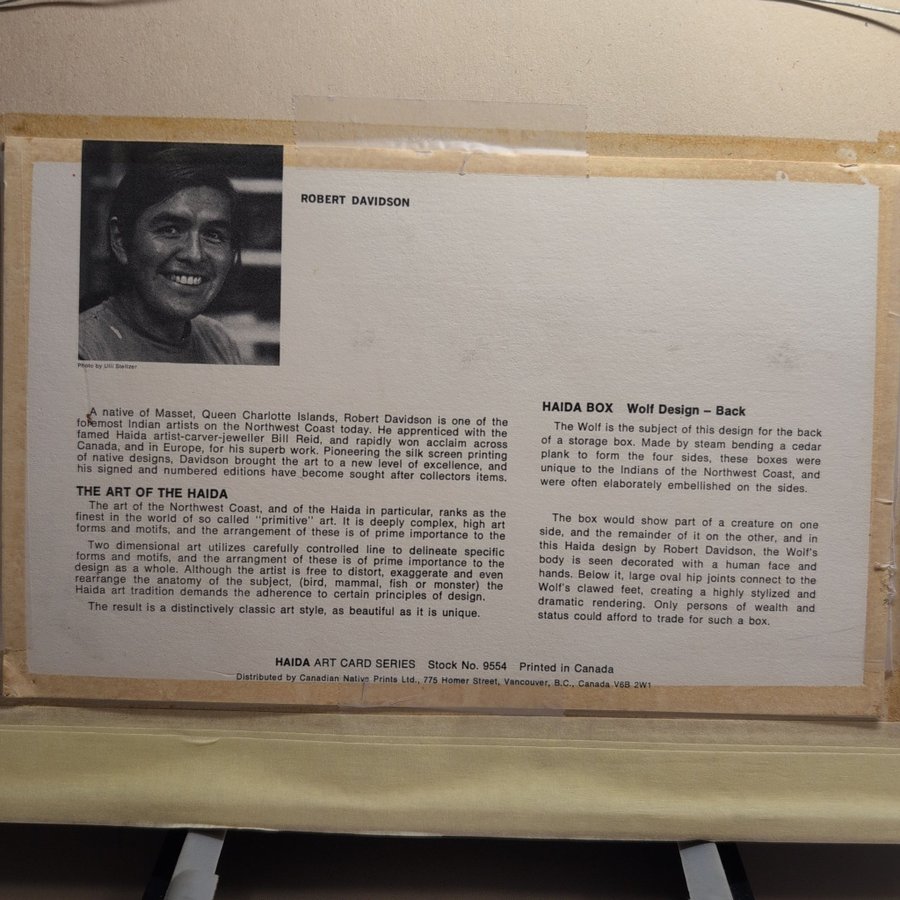 ROBERT DAVIDSON
Photo by Ulli Steltzer
A native of Masset, Queen Charlotte Islands, Robert Davidson is one of the
foremost Indian artists on the Northwest Coast today. He apprenticed with the
famed Haida artist-carver-jeweller Bill Reid, and rapidly won acclaim across
Canada, and in Europe, for his superb work. Pioneering the silk screen printing
of native designs, Davidson brought the art to a new level of excellence, and
his signed and numbered editions have become sought after collectors items.
THE ART OF THE HAIDA
The art of the Northwest Coast, and of the Haida in particular, ranks as the
finest in the world of so called "primitive" art. It is deeply complex, high art
forms and motifs, and the arrangement of these is of prime importance to the
Two dimensional art utilizes carefully controlled line to delineate specific
forms and motifs, and the arrangment of these is of prime importance to the
design as a whole. Although the artist is free to distort, exaggerate and even
rearrange the anatomy of the subject, (bird, mammal, fish or monster) the
Haida art tradition demands the adherence to certain principles of design.
The result is a distinctively classic art style, as beautiful as it is unique.
HAIDA BOX Wolf Design – Back
The Wolf is the subject of this design for the back
of a storage box. Made by steam bending a cedar
plank to form the four sides, these boxes were
unique to the Indians of the Northwest Coast, and
were often elaborately embellished on the sides.
The box would show part of a creature on one
side, and the remainder of it on the other, and in
this Haida design by Robert Davidson, the Wolf's
body is seen decorated with a human face and
hands. Below it, large oval hip joints connect to the
Wolf's clawed feet, creating a highly stylized and
dramatic rendering. Only persons of wealth and
status could afford to trade for such a box.
HAIDA ART CARD SERIES Stock No. 9554 Printed in Canada
Distributed by Canadian Native Prints Ltd., 775 Homer Street, Vancouver, B.C., Canada V6B 2W1